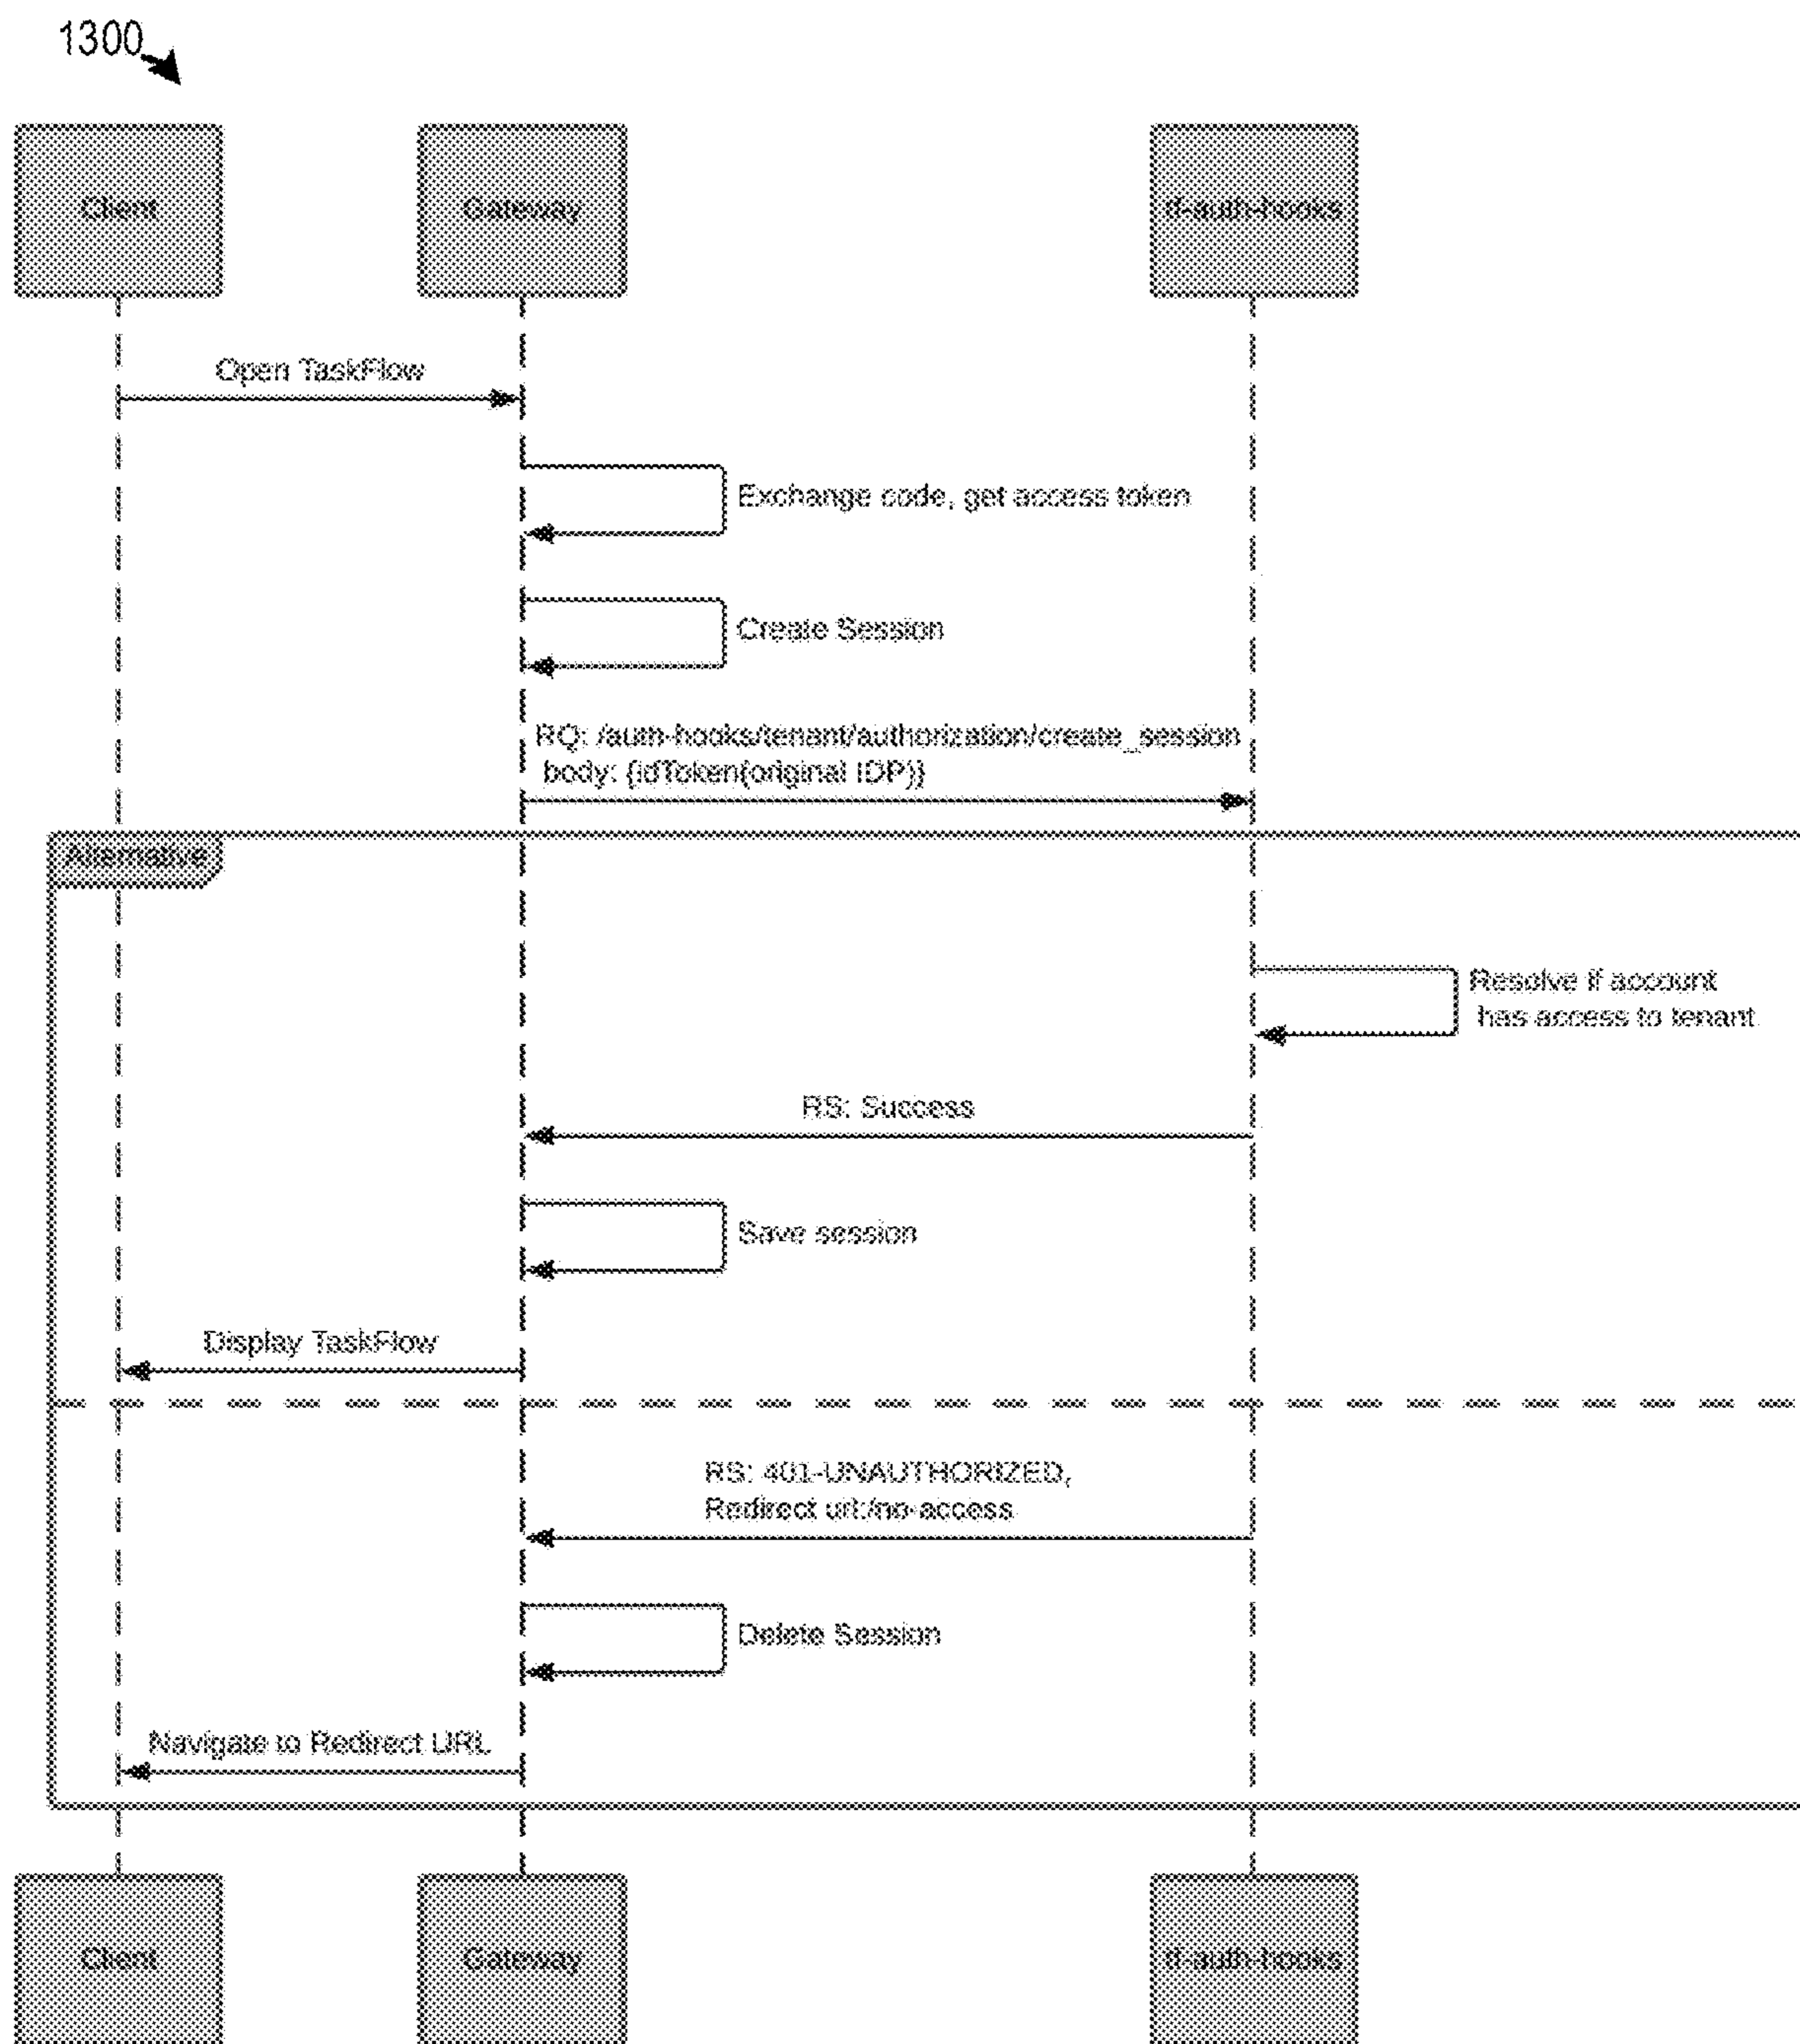 1300
Client
Gateway
tf-auth-hooks
Open TaskFlow
Exchange code, get access token
Create Session
RQ: /auth-hooks/tenant/authorization/create_session
body: {idToken(original IDP)}
Alternative
Resolve if account
has access to tenant
RS: Success
Save session
Display TaskFlow
RS: 401-UNAUTHORIZED,
Redirect url:/no-access
Delete Session
Navigate to Redirect URL
Client
Gateway
tf-auth-hooks